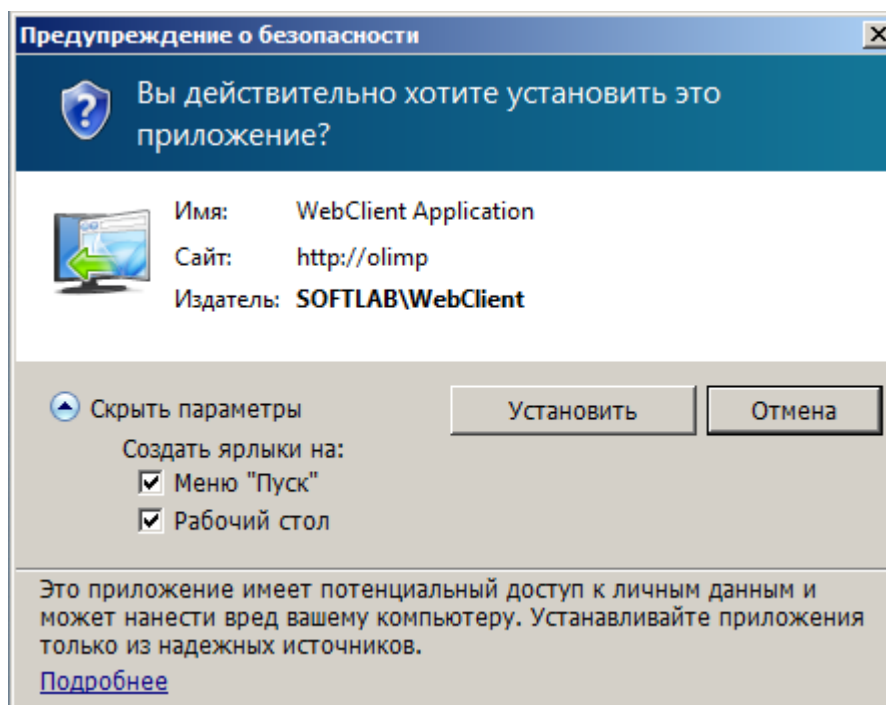 Предупреждение о безопасности
Вы действительно хотите установить это
приложение?
Имя: WebClient Application
Сайт: http://olimp
Издатель: SOFTLAB\WebClient
Скрыть параметры
Установить
Отмена
Создать ярлыки на:
Меню "Пуск"
Рабочий стол
Это приложение имеет потенциальный доступ к личным данным и
может нанести вред вашему компьютеру. Устанавливайте приложения
только из надежных источников.
Подробнее